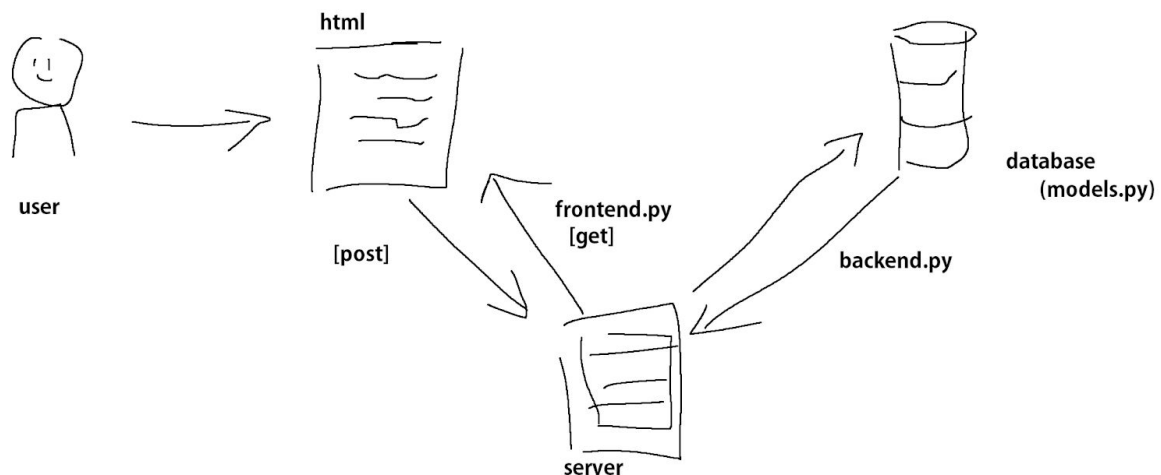 html
user
[post]
frontend.py
[get]
server
backend.py
database
(models.py)